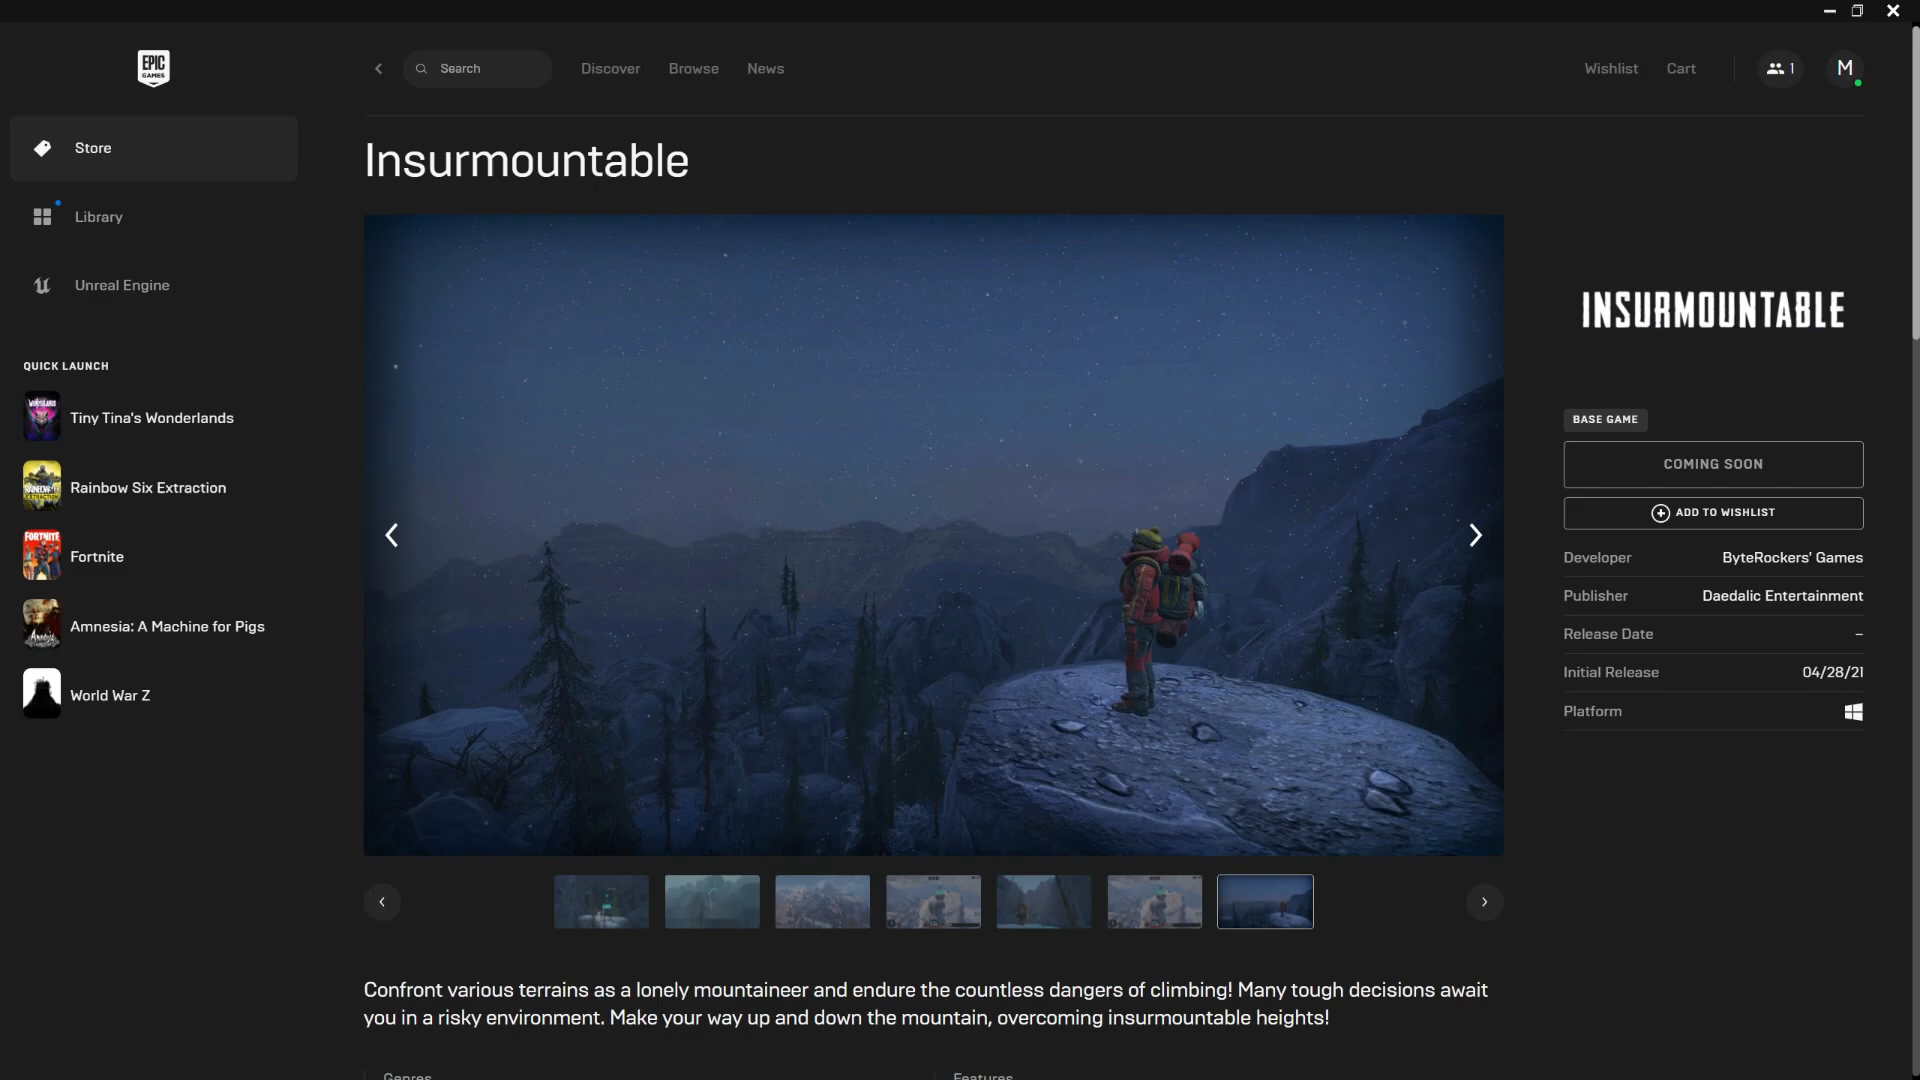 EPIC
GAMES
Search
Discover
Browse
News
Wishlist
Cart
1
M
Store
Library
Unreal Engine
QUICK LAUNCH
Tiny Tina's Wonderlands
Rainbow Six Extraction
FORTNITE
Fortnite
Amnesia: A Machine for Pigs
World War Z
Insurmountable
INSURMOUNTABLE
BASE GAME
COMING SOON
ADD TO WISHLIST
Developer ByteRockers' Games
Publisher Daedalic Entertainment
Release Date –
Initial Release 04/28/21
Platform
Confront various terrains as a lonely mountaineer and endure the countless dangers of climbing! Many tough decisions await
you in a risky environment. Make your way up and down the mountain, overcoming insurmountable heights!
Genres
Features